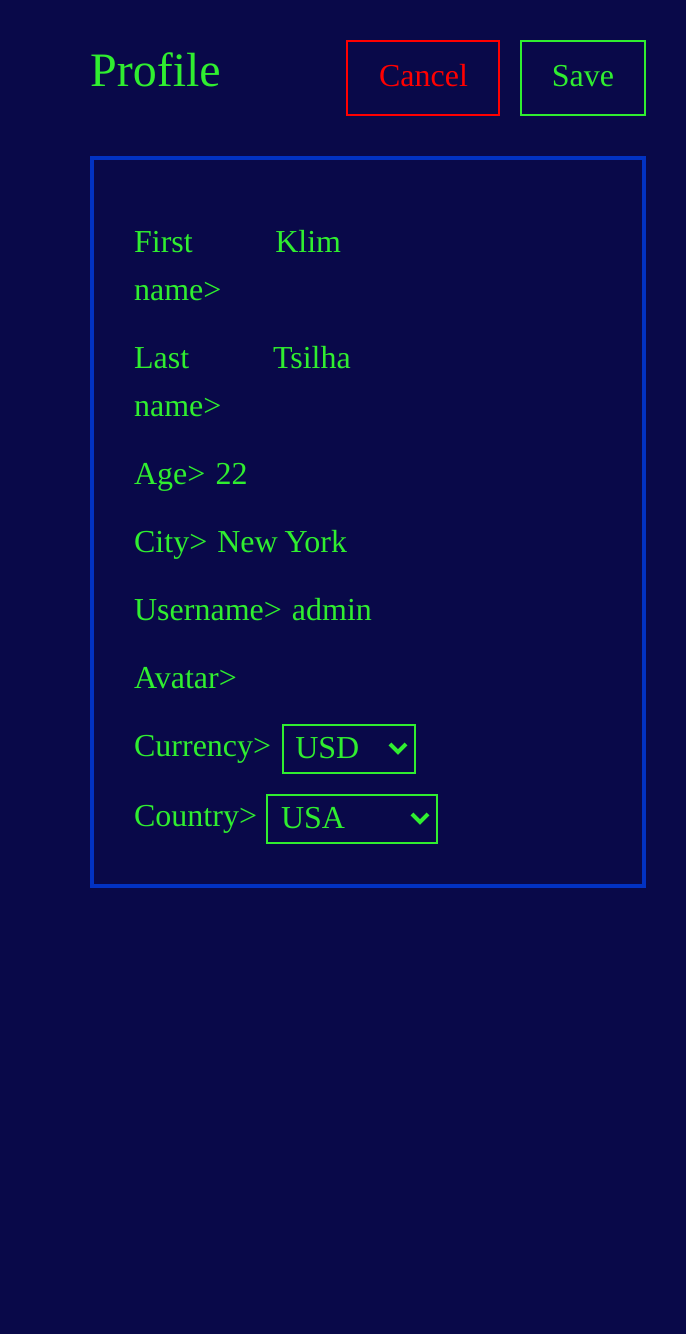 Profile Cancel Save
First Klim
name>
Last Tsilha
name>
Age> 22
City> New York
Username> admin
Avatar>
Currency> USD
Country> USA